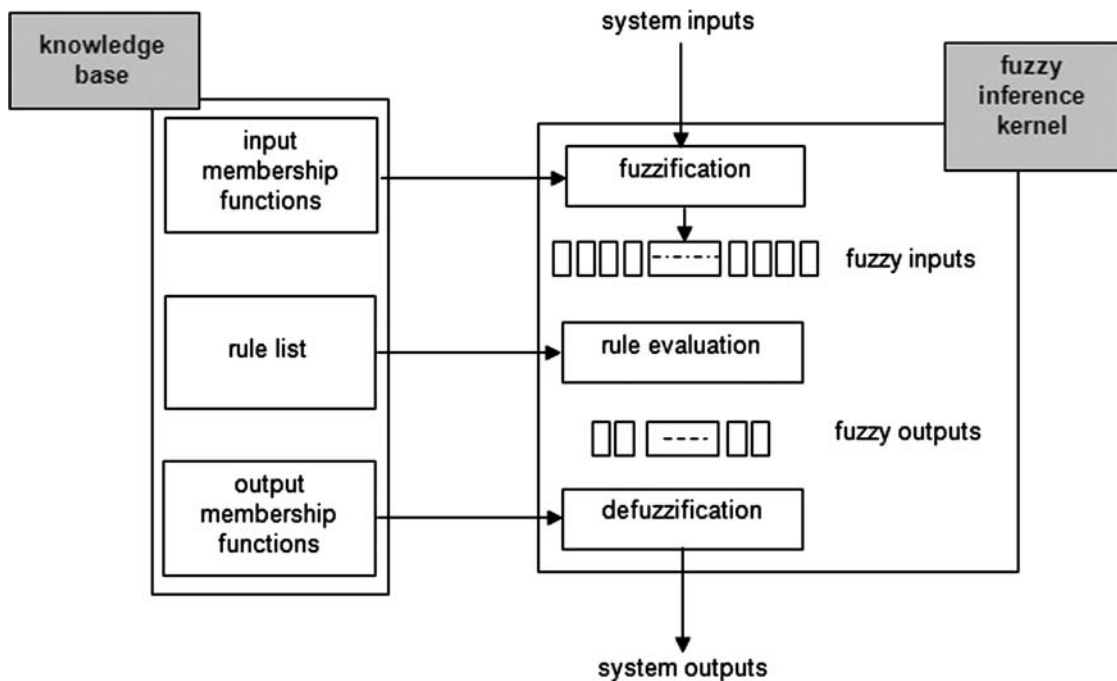 knowledge
base
input
membership
functions
rule list
output
membership
functions
system inputs
fuzzy
inference
kernel
fuzzification
fuzzy inputs
rule evaluation
fuzzy outputs
defuzzification
system outputs